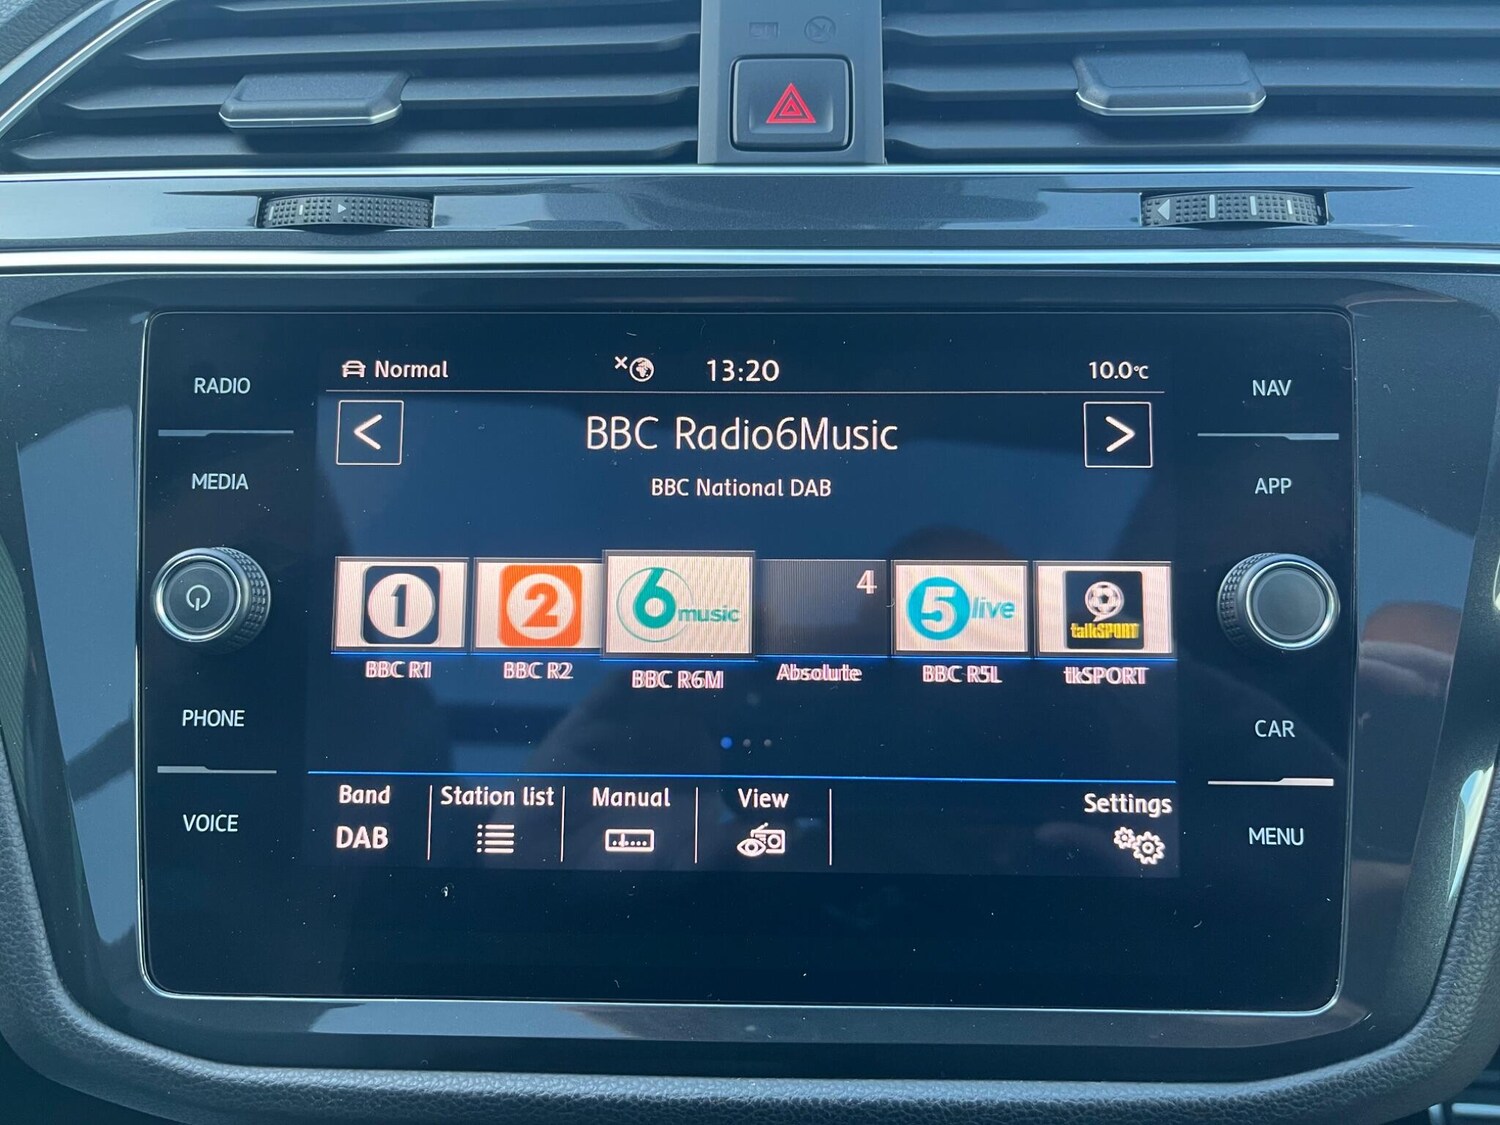 Normal
13:20
10.0°C
BBC Radio6Music
BBC National DAB
1
2
6 music
4
5 live
talkSPORT
BBC R1
BBC R2
BBC R6M
Absolute
BBC R5L
tkSPORT
Band
DAB
Station list
Manual
View
Settings
RADIO
MEDIA
PHONE
VOICE
NAV
APP
CAR
MENU